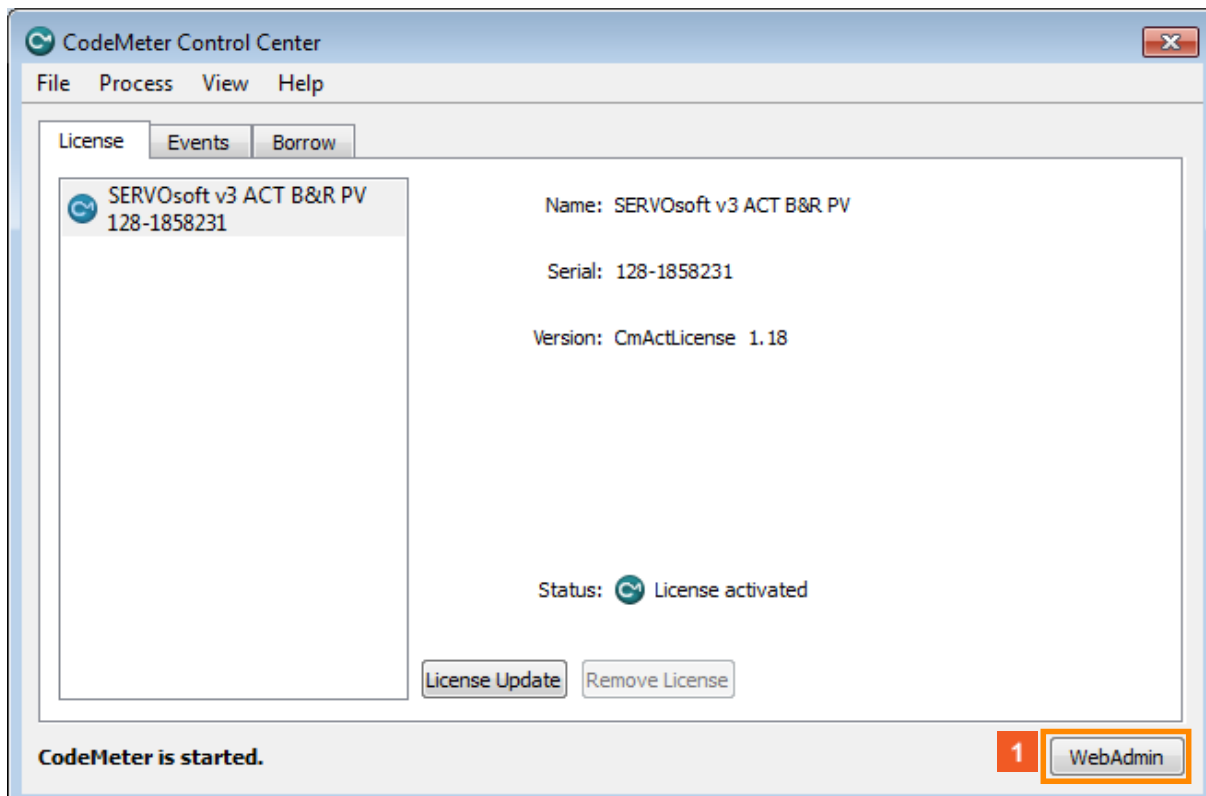 CodeMeter Control Center
File Process View Help
License Events Borrow
SERVOsoft v3 ACT B&R PV
128-1858231
Name: SERVOsoft v3 ACT B&R PV
Serial: 128-1858231
Version: CmActLicense 1.18
Status: License activated
License Update Remove License
CodeMeter is started.
1 WebAdmin